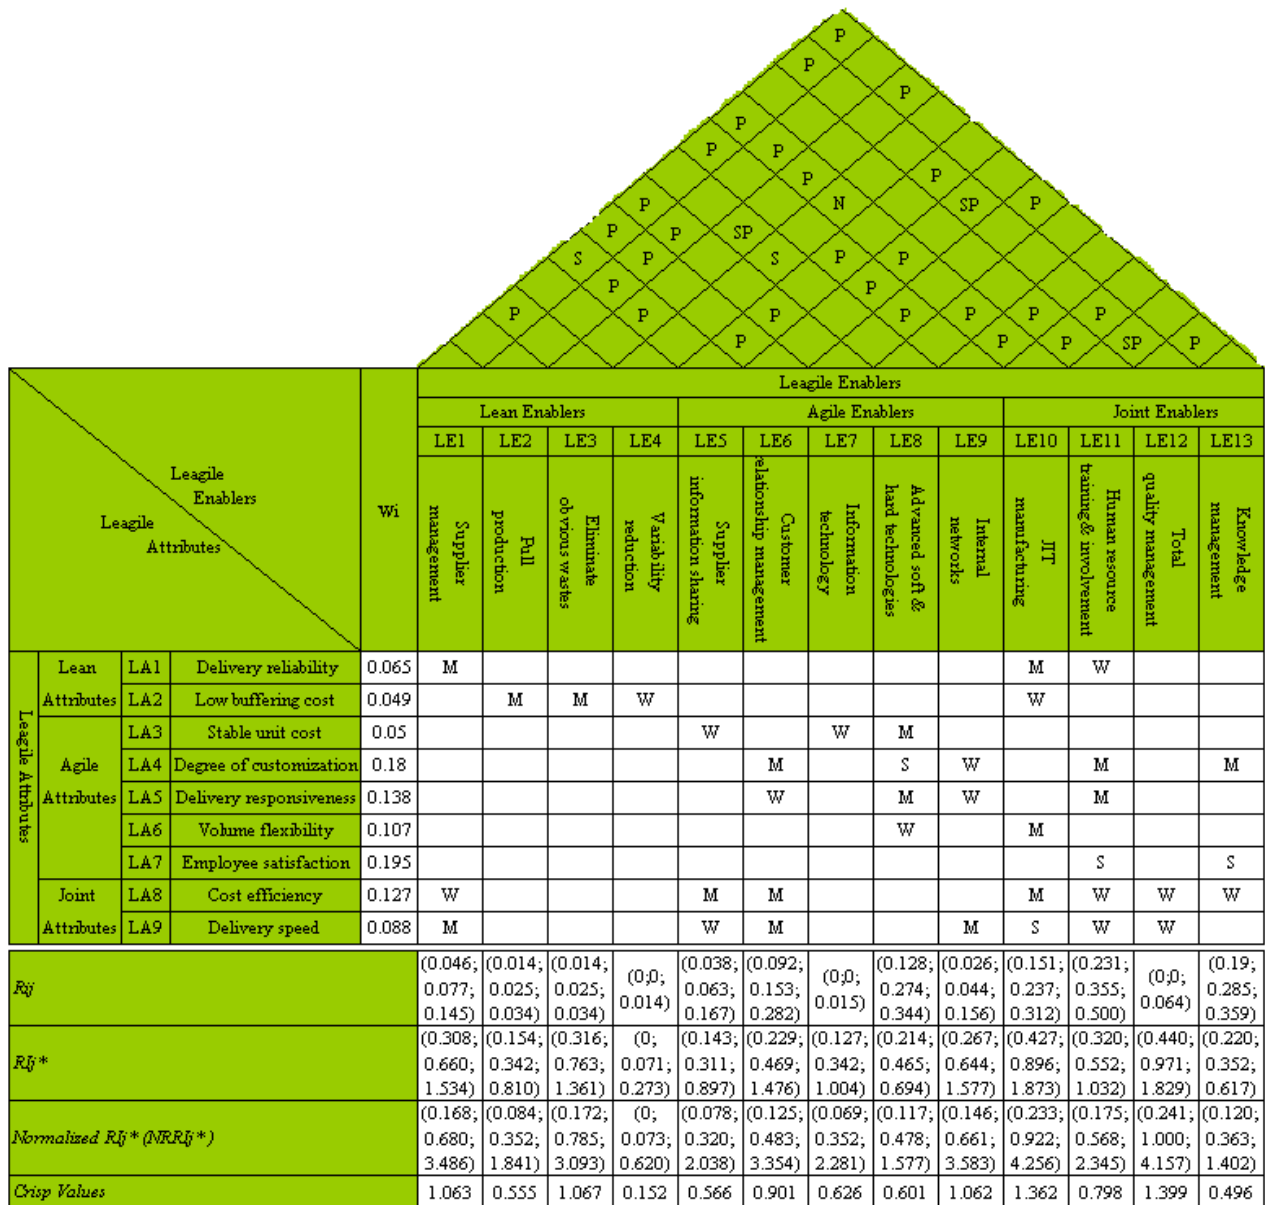 P
P
P
P
P P
P P
P N SP P
P P SP
S P S P P
P P
P P P P P P P
P P P SP P
Leagile Enablers
Lean Enablers Agile Enablers Joint Enablers
LE1 LE2 LE3 LE4 LE5 LE6 LE7 LE8 LE9 LE10 LE11 LE12 LE13
Leagile
Enablers
Leagile
Attributes
Wi
Supplier
management
Pull
production
Eliminate
obvious wastes
Variability
reduction
Supplier
information sharing
Customer
elationship management
Information
technology
Advanced soft &
hard technologies
Internal
networks
JIT
manufacturing
Human resource
training& involvement
Total
quality management
Knowledge
management
Leagile Attributes
Lean LA1 Delivery reliability 0.065 M M W
Attributes LA2 Low buffering cost 0.049 M M W W
LA3 Stable unit cost 0.05 W W M
Agile LA4 Degree of customization 0.18 M S W M M
Attributes LA5 Delivery responsiveness 0.138 W M W M
LA6 Volume flexibility 0.107 W M
LA7 Employee satisfaction 0.195 S S
Joint LA8 Cost efficiency 0.127 W M M M W W W
Attributes LA9 Delivery speed 0.088 M W M M S W W
(0.046; (0.014; (0.014; (0;0; (0.038; (0.092; (0;0; (0.128; (0.026; (0.151; (0.231; (0;0; (0.19;
Rij 0.077; 0.025; 0.025; 0.014) 0.063; 0.153; 0.015) 0.274; 0.044; 0.237; 0.355; 0.064) 0.285;
0.145) 0.034) 0.034) 0.167) 0.282) 0.344) 0.156) 0.312) 0.500) 0.359)
(0.308; (0.154; (0.316; (0; (0.143; (0.229; (0.127; (0.214; (0.267; (0.427; (0.320; (0.440; (0.220;
RIj* 0.660; 0.342; 0.763; 0.071; 0.311; 0.469; 0.342; 0.465; 0.644; 0.896; 0.552; 0.971; 0.352;
1.534) 0.810) 1.361) 0.273) 0.897) 1.476) 1.004) 0.694) 1.577) 1.873) 1.032) 1.829) 0.617)
(0.168; (0.084; (0.172; (0; (0.078; (0.125; (0.069; (0.117; (0.146; (0.233; (0.175; (0.241; (0.120;
Normalized RIj* (NRRIj*) 0.680; 0.352; 0.785; 0.073; 0.320; 0.483; 0.352; 0.478; 0.661; 0.922; 0.568; 1.000; 0.363;
3.486) 1.841) 3.093) 0.620) 2.038) 3.354) 2.281) 1.577) 3.583) 4.256) 2.345) 4.157) 1.402)
Crisp Values 1.063 0.555 1.067 0.152 0.566 0.901 0.626 0.601 1.062 1.362 0.798 1.399 0.496